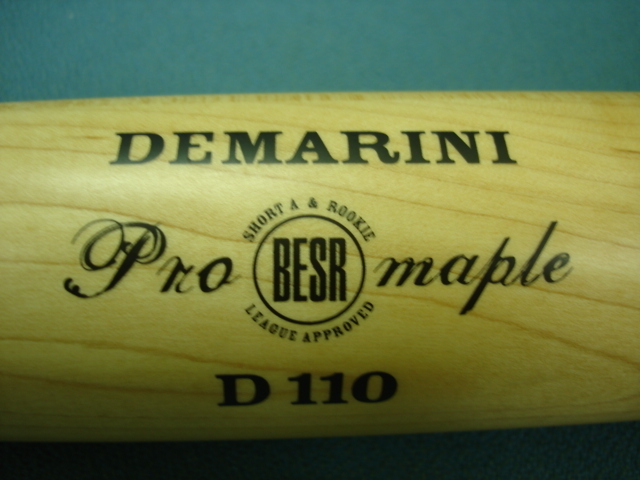 DEMARINI
Pro maple
SHORT A & ROOKIE
BESR
LEAGUE APPROVED
D 110